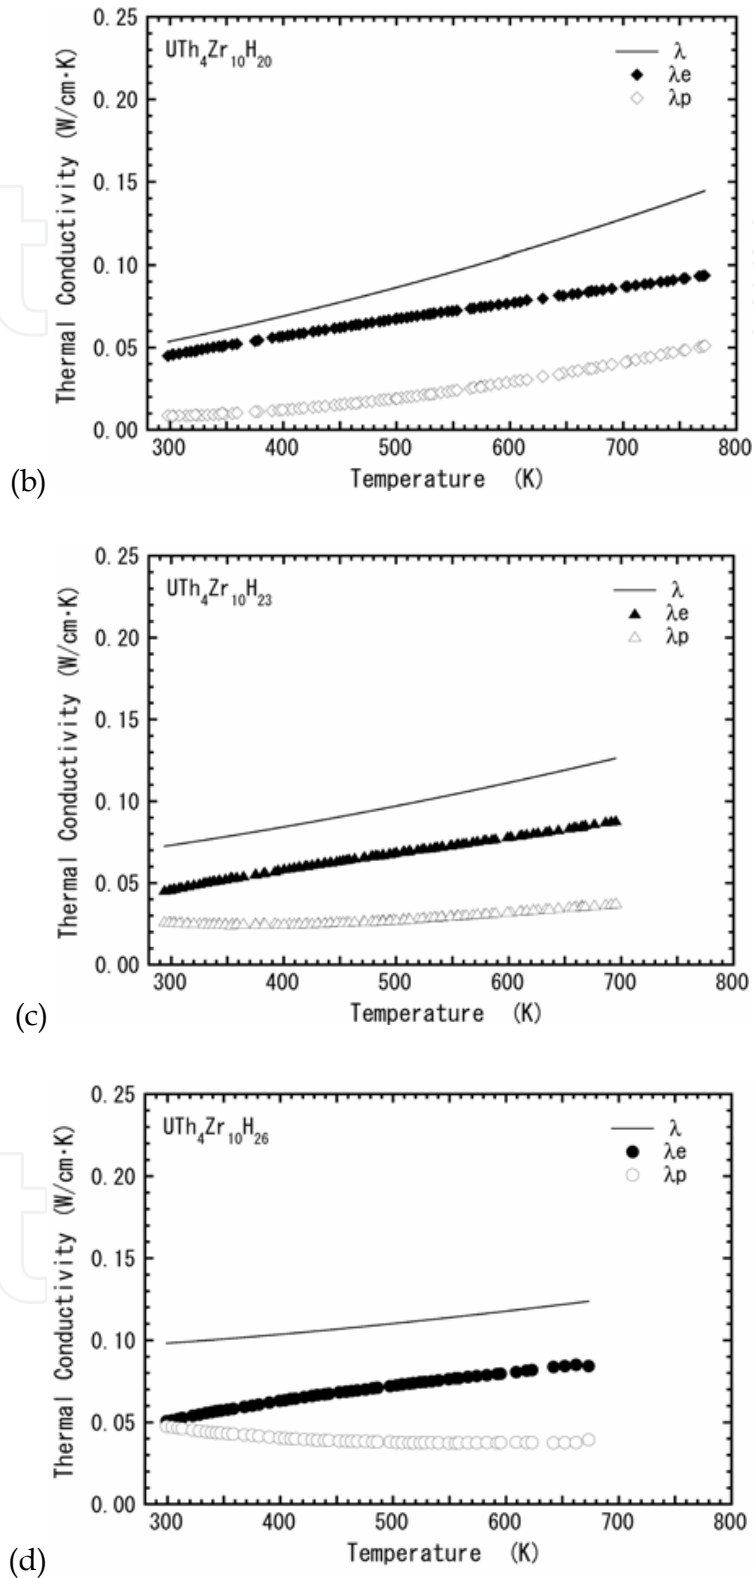 UTh₄Zr₁₀H₂₀
λ
λe
λp
0.25
0.20
0.15
0.10
0.05
0.00
Thermal Conductivity (W/cm·K)
300 400 500 600 700 800
Temperature (K)
(b)
UTh₄Zr₁₀H₂₃
λ
λe
λp
0.25
0.20
0.15
0.10
0.05
0.00
Thermal Conductivity (W/cm·K)
300 400 500 600 700 800
Temperature (K)
(c)
UTh₄Zr₁₀H₂₆
λ
λe
λp
0.25
0.20
0.15
0.10
0.05
0.00
Thermal Conductivity (W/cm·K)
300 400 500 600 700 800
Temperature (K)
(d)